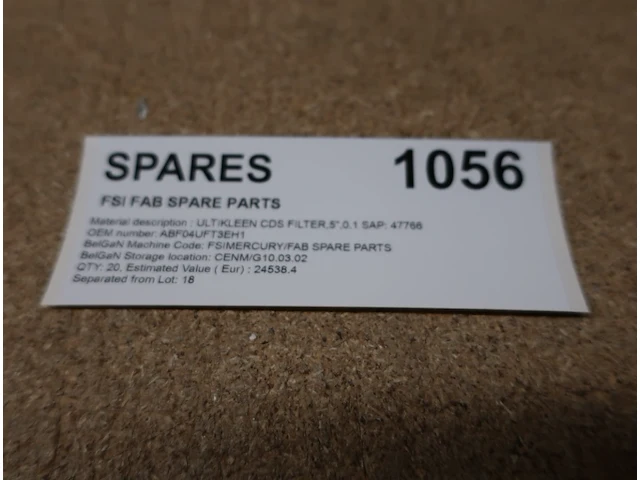 SPARES 1056
FSI FAB SPARE PARTS
Material description : ULTIKLEEN CDS FILTER,5",0.1 SAP: 47766
OEM number: ABF04UFT3EH1
BelGaN Machine Code: FSIMERCURY/FAB SPARE PARTS
BelGaN Storage location: CENM/G10.03.02
QTY: 20, Estimated Value ( Eur) : 24538.4
Separated from Lot: 18